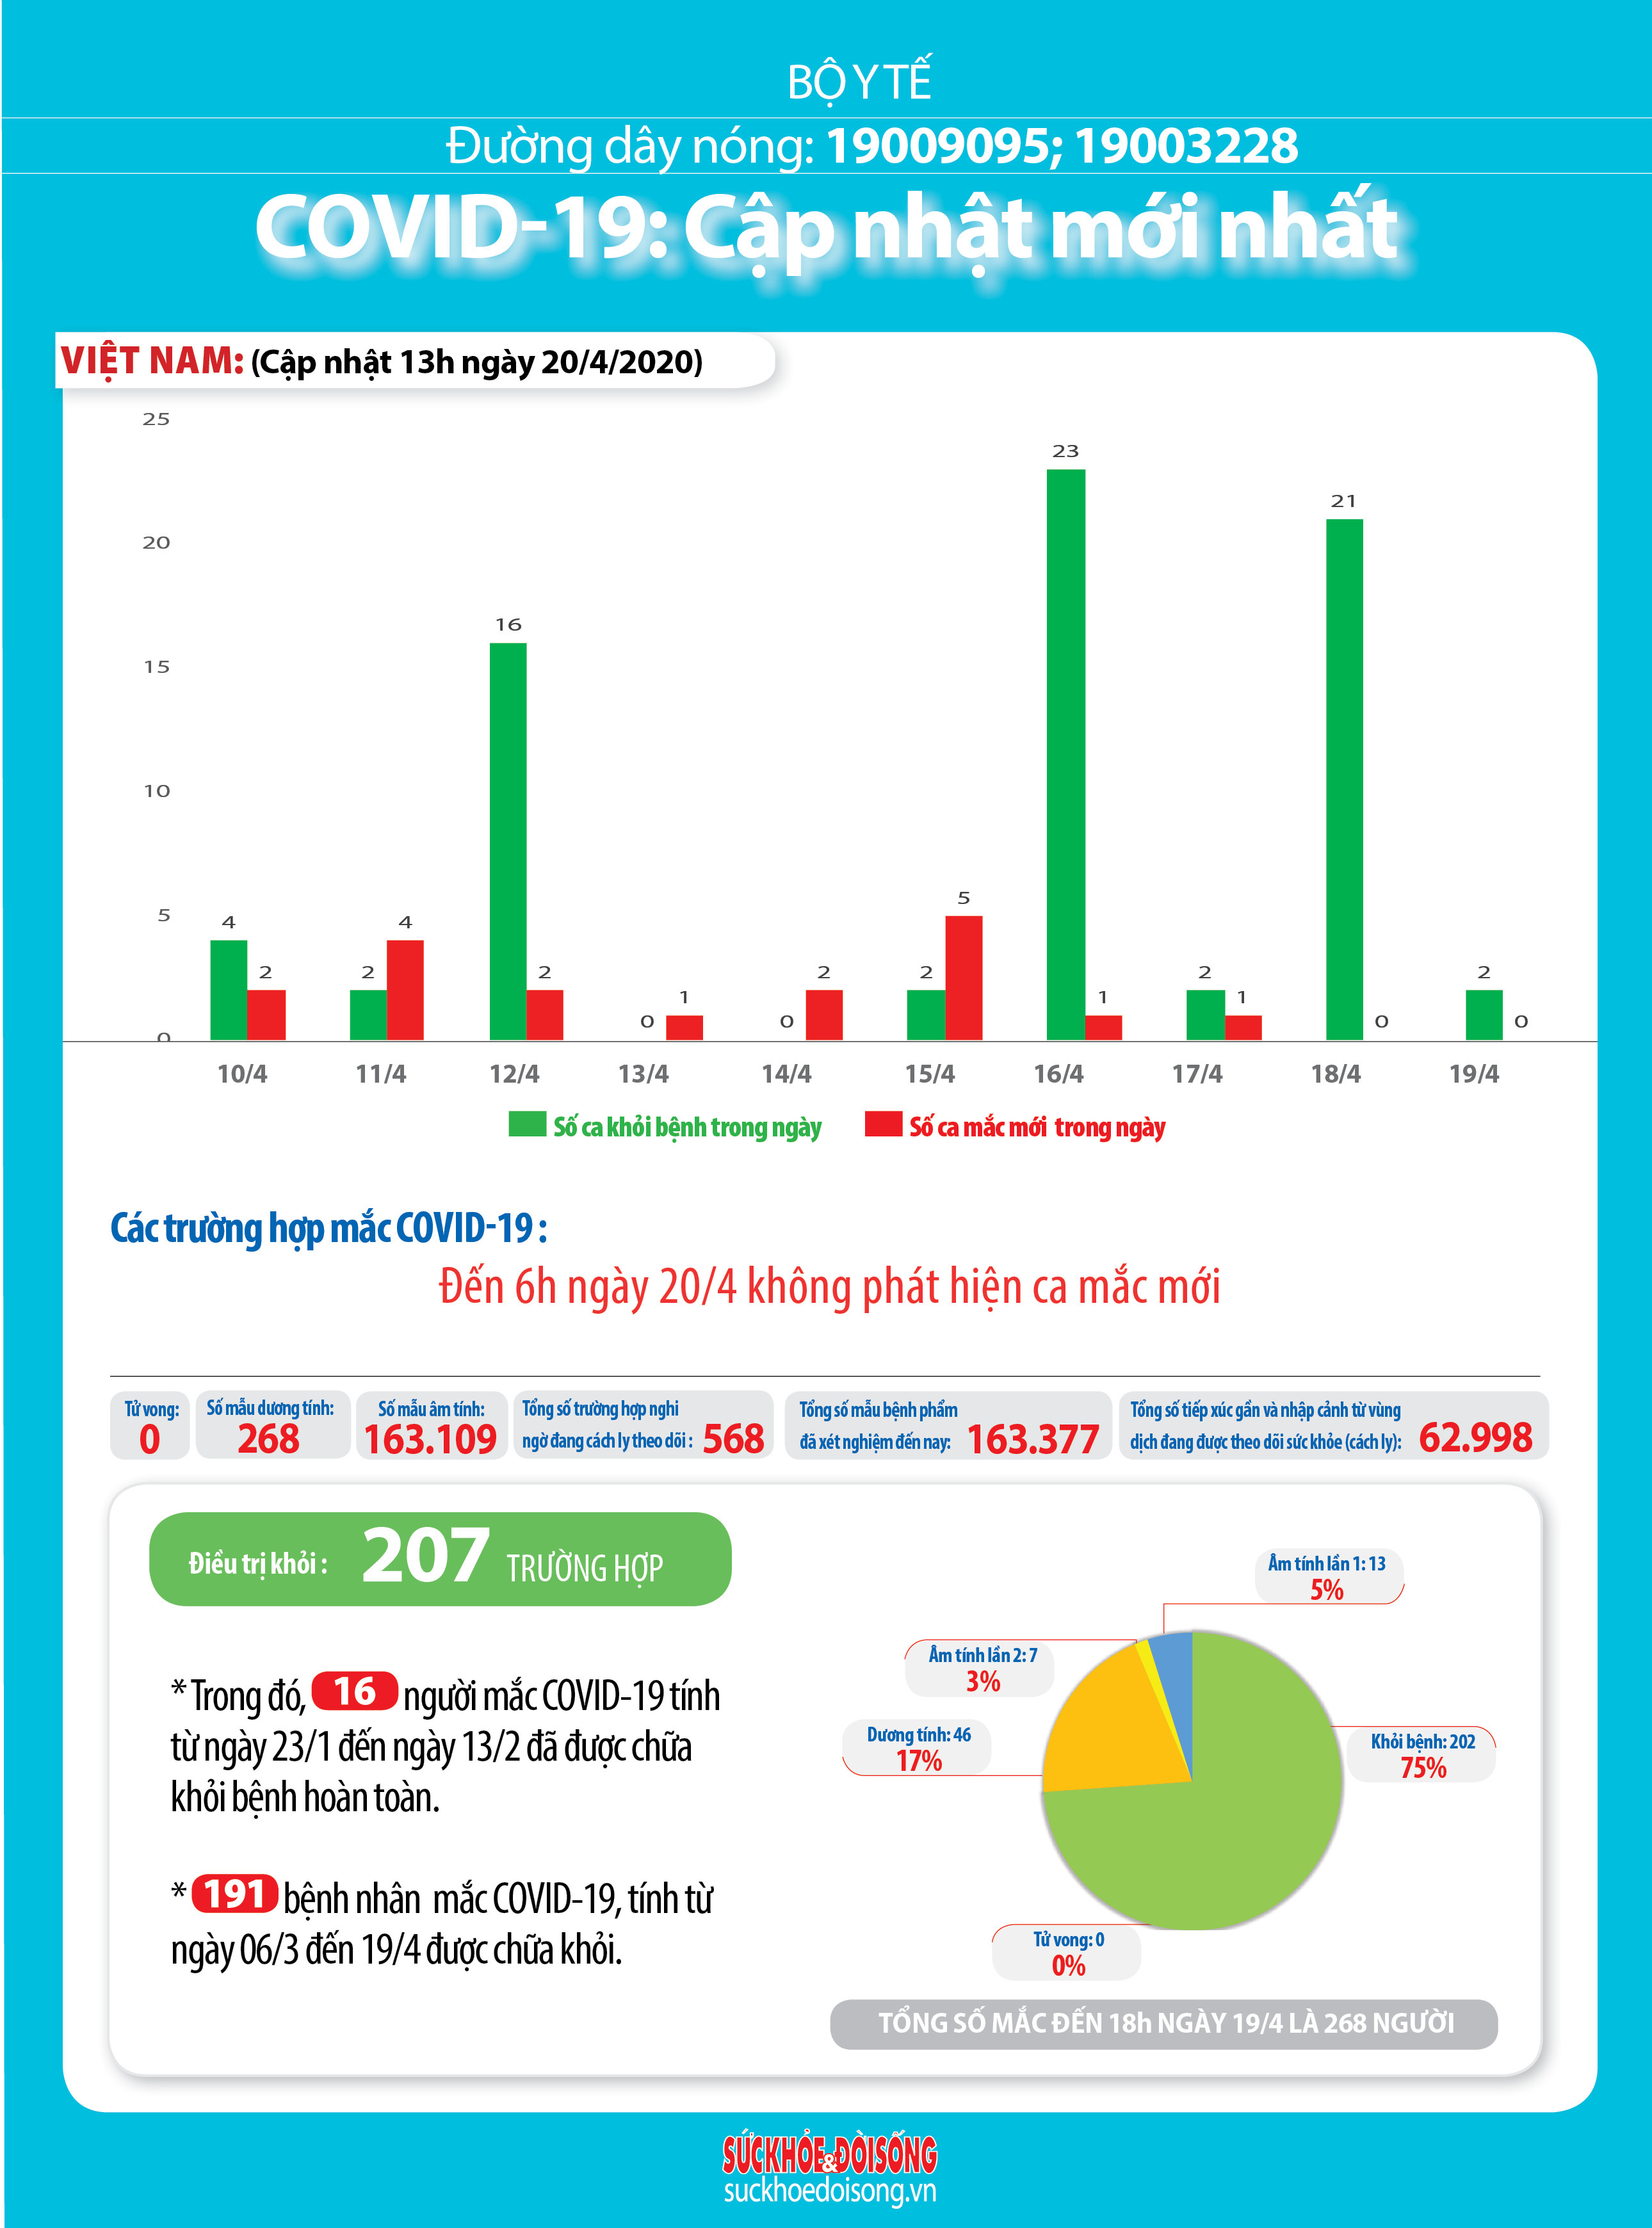 BỘ Y TẾ
Đường dây nóng: 19009095; 19003228
COVID-19: Cập nhật mới nhất
VIỆT NAM: (Cập nhật 13h ngày 20/4/2020)
25
20
15
10
5
0
4 2 2 4 16 2 0 1 0 2 2 5 23 1 2 1 21 0 2 0
10/4 11/4 12/4 13/4 14/4 15/4 16/4 17/4 18/4 19/4
Số ca khỏi bệnh trong ngày Số ca mắc mới trong ngày
Các trường hợp mắc COVID-19 :
Đến 6h ngày 20/4 không phát hiện ca mắc mới
Tử vong:
0
Số mẫu dương tính:
268
Số mẫu âm tính:
163.109
Tổng số trường hợp nghi
ngờ đang cách ly theo dõi : 568
Tổng số mẫu bệnh phẩm
đã xét nghiệm đến nay: 163.377
Tổng số tiếp xúc gần và nhập cảnh từ vùng
dịch đang được theo dõi sức khỏe (cách ly): 62.998
Điều trị khỏi : 207 TRƯỜNG HỢP
* Trong đó, 16 người mắc COVID-19 tính
từ ngày 23/1 đến ngày 13/2 đã được chữa
khỏi bệnh hoàn toàn.
* 191 bệnh nhân mắc COVID-19, tính từ
ngày 06/3 đến 19/4 được chữa khỏi.
Âm tính lần 1: 13
5%
Âm tính lần 2: 7
3%
Dương tính: 46
17%
Khỏi bệnh: 202
75%
Tử vong: 0
0%
TỔNG SỐ MẮC ĐẾN 18h NGÀY 19/4 LÀ 268 NGƯỜI
SỨC KHỎE & ĐỜI SỐNG
suckhoedoisong.vn